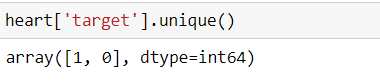 heart['target'].unique()
array([1, 0], dtype=int64)